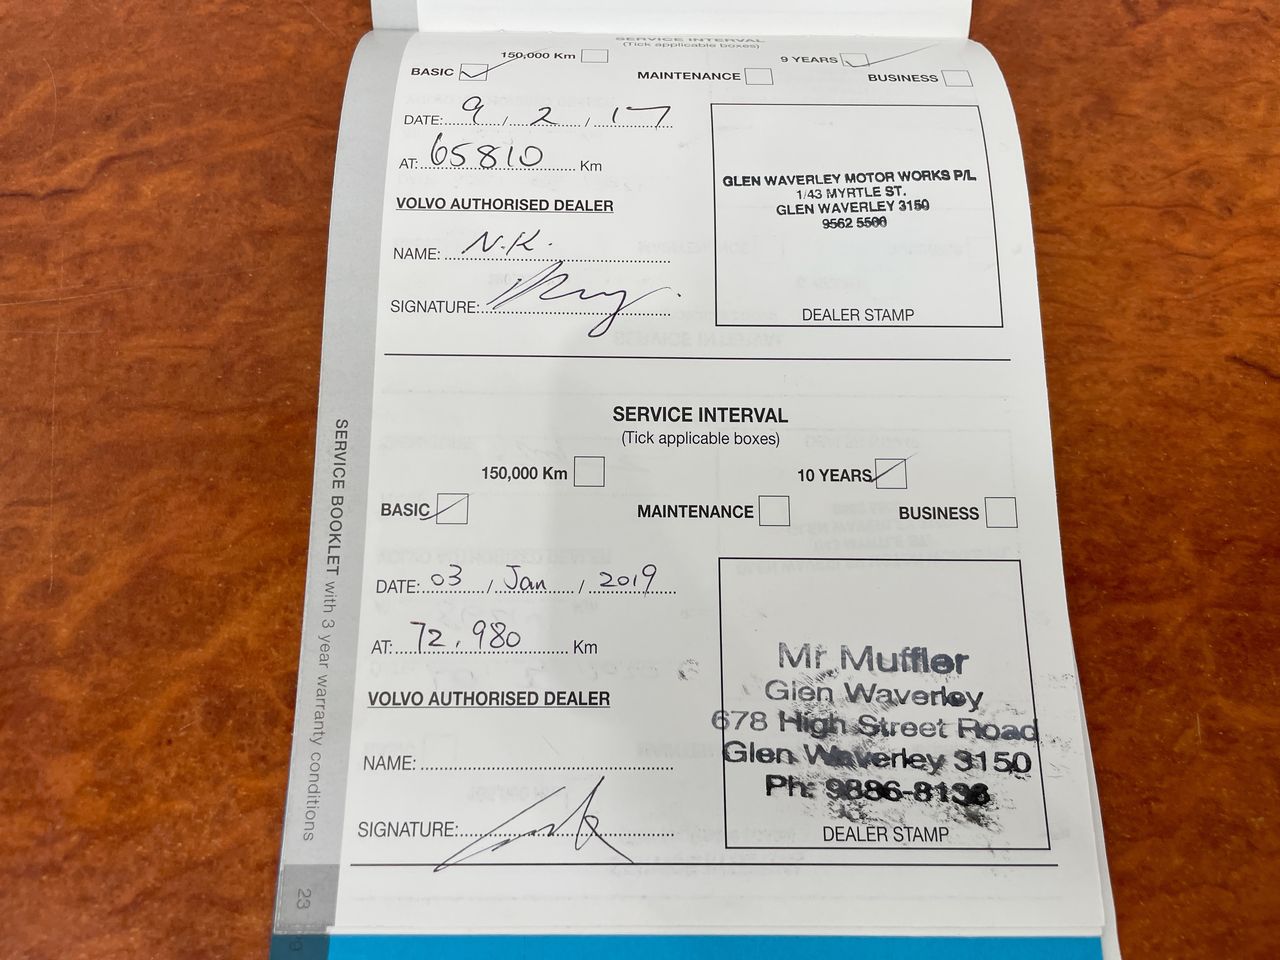 SERVICE INTERVAL
(Tick applicable boxes)
150,000 Km 9 YEARS
BASIC MAINTENANCE BUSINESS
DATE: 9 / 2 / 17
AT: 65810 Km
VOLVO AUTHORISED DEALER
NAME: N.K.
SIGNATURE:
GLEN WAVERLEY MOTOR WORKS P/L
1/43 MYRTLE ST.
GLEN WAVERLEY 3150
9562 5500
DEALER STAMP
SERVICE INTERVAL
(Tick applicable boxes)
150,000 Km 10 YEARS
BASIC MAINTENANCE BUSINESS
DATE: 03 / Jan / 2019
AT: 72,980 Km
VOLVO AUTHORISED DEALER
NAME:
SIGNATURE:
Mr Muffler
Glen Waverley
678 High Street Road
Glen Waverley 3150
Ph: 9886-8136
DEALER STAMP
SERVICE BOOKLET with 3 year warranty conditions
23